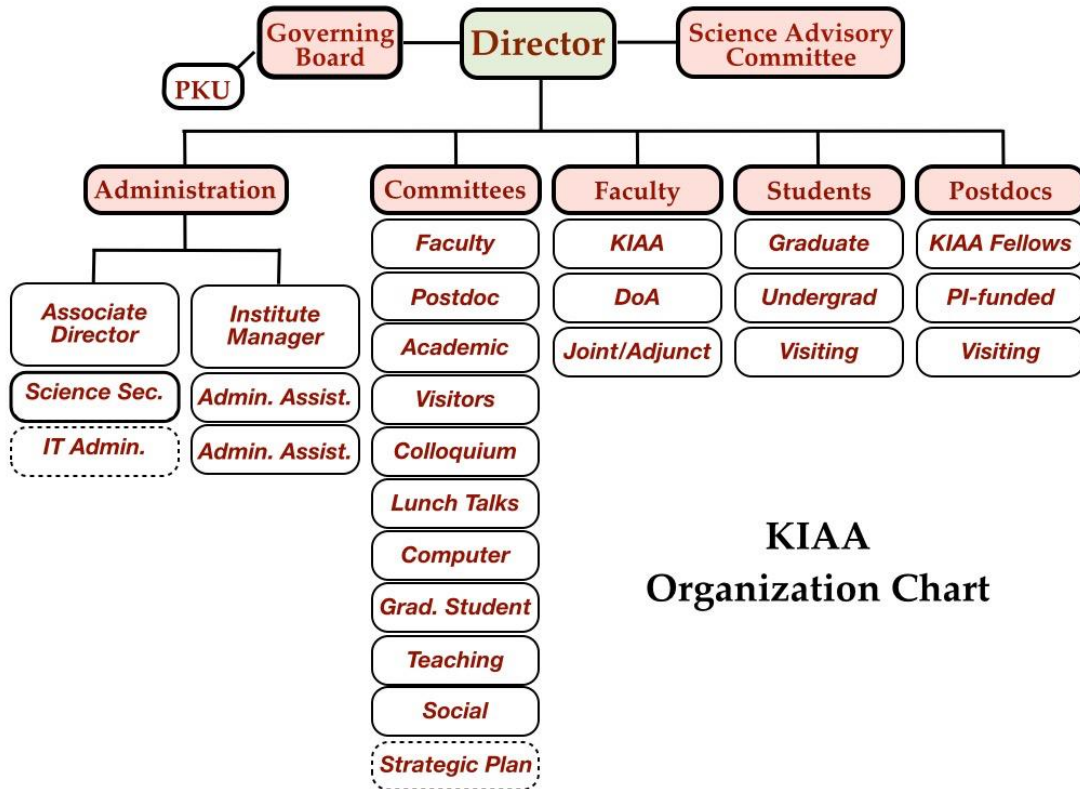 Governing
Board
Director
Science Advisory
Committee
PKU
Administration
Committees
Faculty
Students
Postdocs
Associate
Director
Science Sec.
IT Admin.
Institute
Manager
Admin. Assist.
Admin. Assist.
Faculty
Postdoc
Academic
Visitors
Colloquium
Lunch Talks
Computer
Grad. Student
Teaching
Social
Strategic Plan
KIAA
DoA
Joint/Adjunct
Graduate
Undergrad
Visiting
KIAA Fellows
PI-funded
Visiting
KIAA
Organization Chart